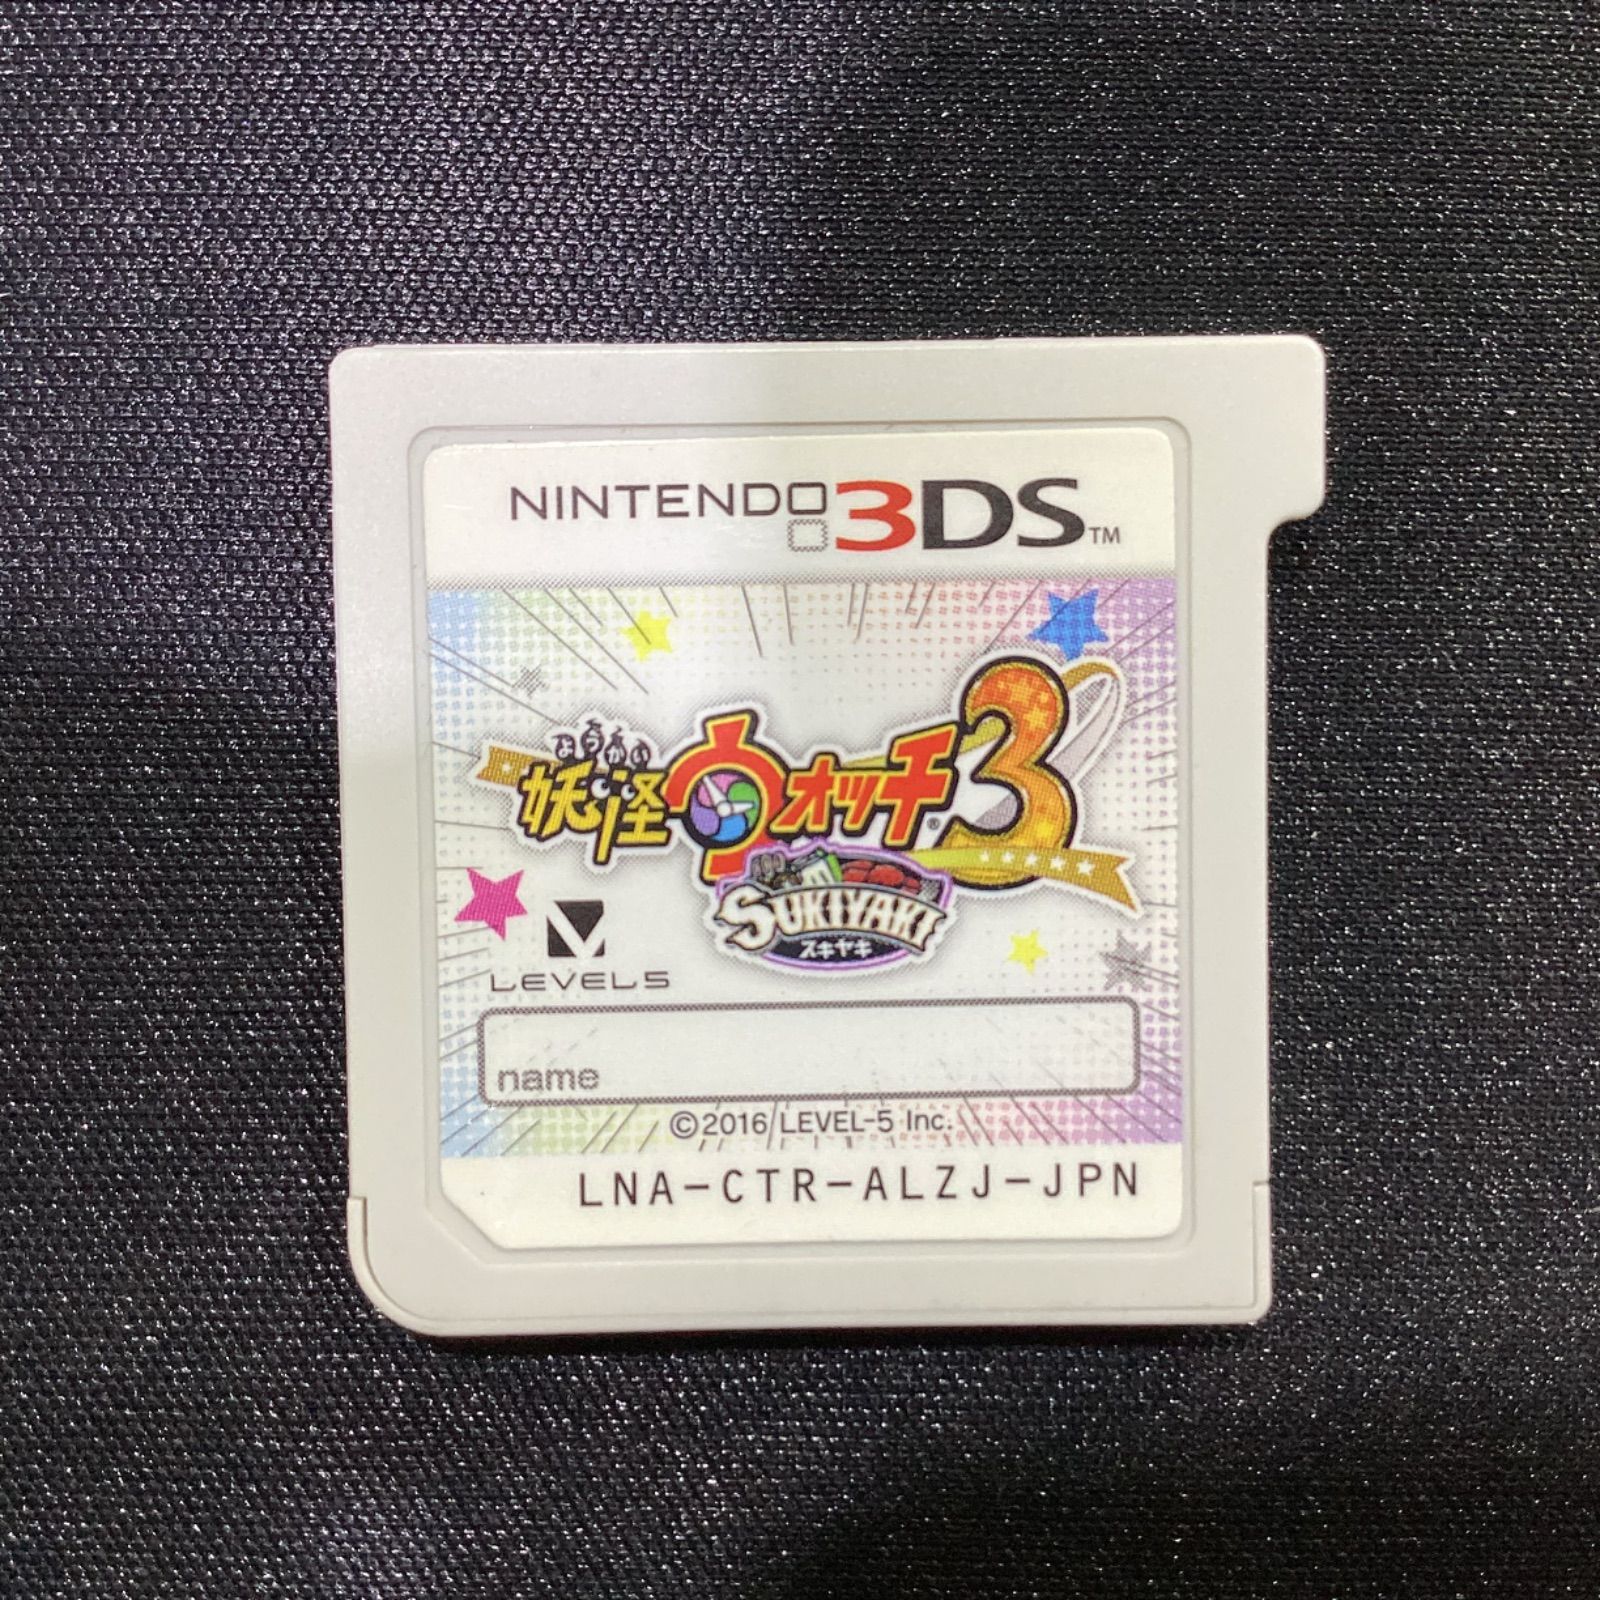 NINTENDO 3DS™
ようかい
妖怪ウォッチ®3
SUKIYAKI
スキヤキ
LEVEL5
name
©2016 LEVEL-5 Inc.
LNA-CTR-ALZJ-JPN